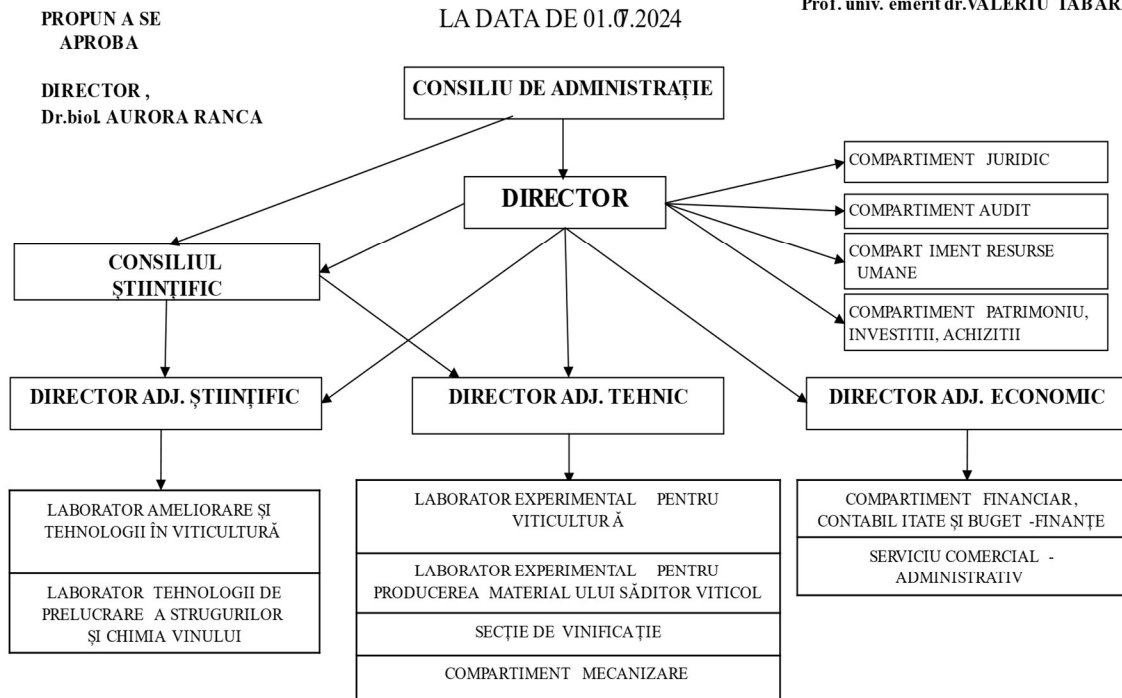 PROPUN A SE
APROBA
DIRECTOR ,
Dr.biol. AURORA RANCA
LA DATA DE 01.07.2024
Prof. univ. emerit dr.VALERIU TABAR
CONSILIU DE ADMINISTRAȚIE
DIRECTOR
COMPARTIMENT JURIDIC
COMPARTIMENT AUDIT
COMPART IMENT RESURSE
UMANE
COMPARTIMENT PATRIMONIU,
INVESTITII, ACHIZITII
CONSILIUL
ȘTIINȚIFIC
DIRECTOR ADJ. ȘTIINȚIFIC
DIRECTOR ADJ. TEHNIC
DIRECTOR ADJ. ECONOMIC
LABORATOR AMELIORARE ȘI
TEHNOLOGII ÎN VITICULTURĂ
LABORATOR TEHNOLOGII DE
PRELUCRARE A STRUGURILOR
ȘI CHIMIA VINULUI
LABORATOR EXPERIMENTAL PENTRU
VITICULTUR Ă
LABORATOR EXPERIMENTAL PENTRU
PRODUCEREA MATERIAL ULUI SĂDITOR VITICOL
SECȚIE DE VINIFICAȚIE
COMPARTIMENT MECANIZARE
COMPARTIMENT FINANCIAR,
CONTABIL ITATE ȘI BUGET -FINANȚE
SERVICIU COMERCIAL -
ADMINISTRATIV